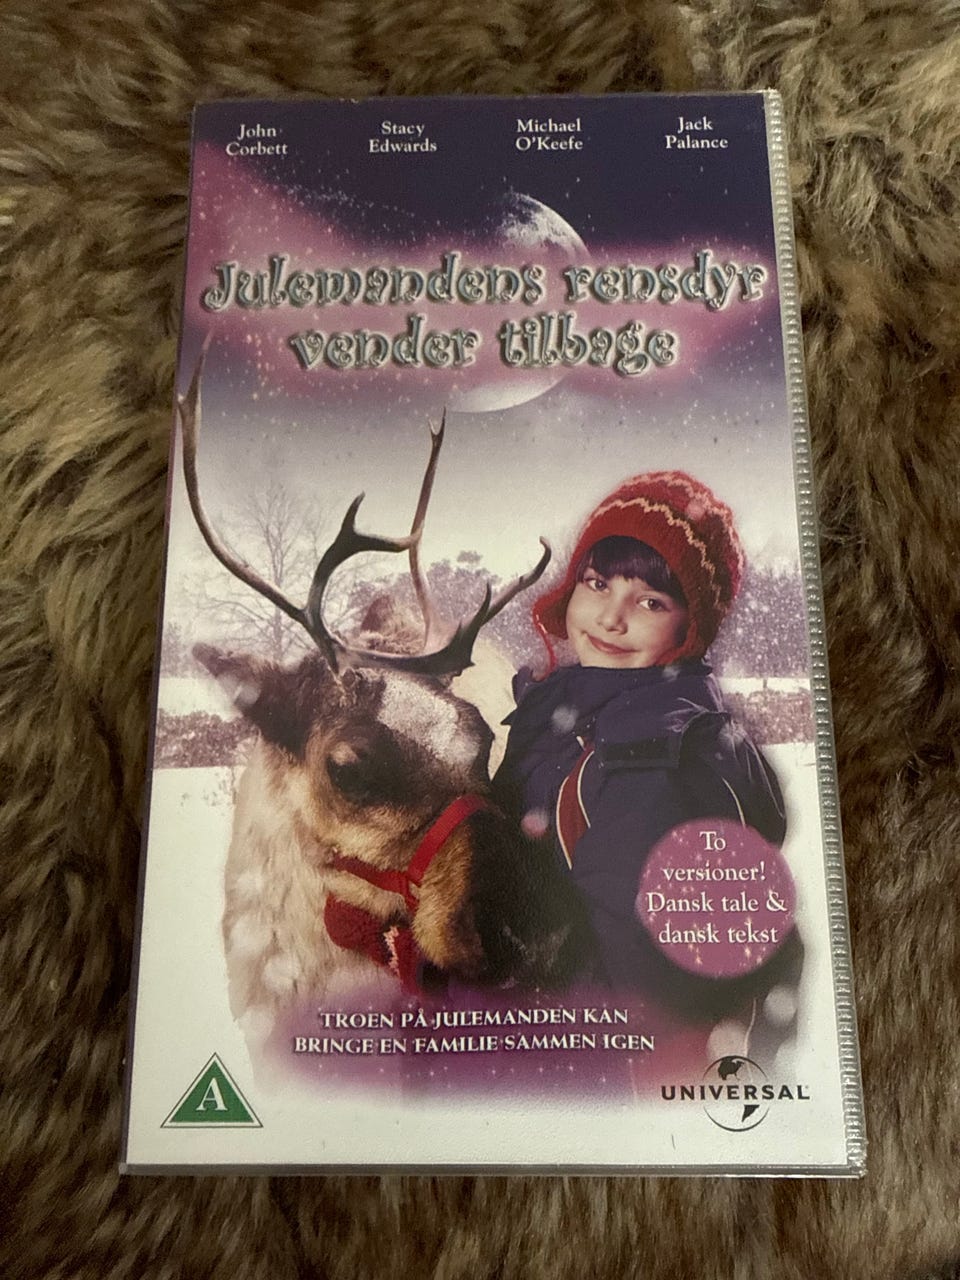 John Corbett
Stacy Edwards
Michael O'Keefe
Jack Palance
Julemandens rensdyr
vender tilbage
To
versioner!
Dansk tale &
dansk tekst
TROEN PÅ JULEMANDEN KAN
BRINGE EN FAMILIE SAMMEN IGEN
A
UNIVERSAL